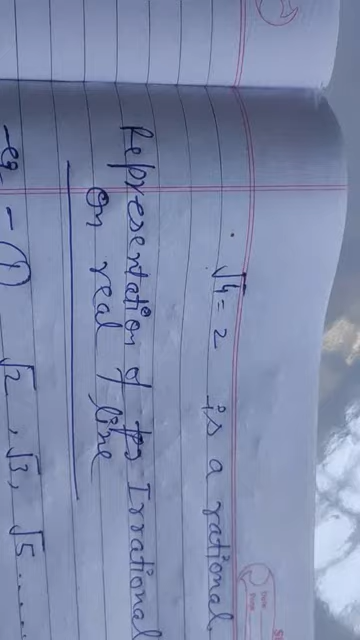 . √4 = 2 is a rational.
Representation of Irrational
on real line
-eg - (1) √2, √3, √5 .....